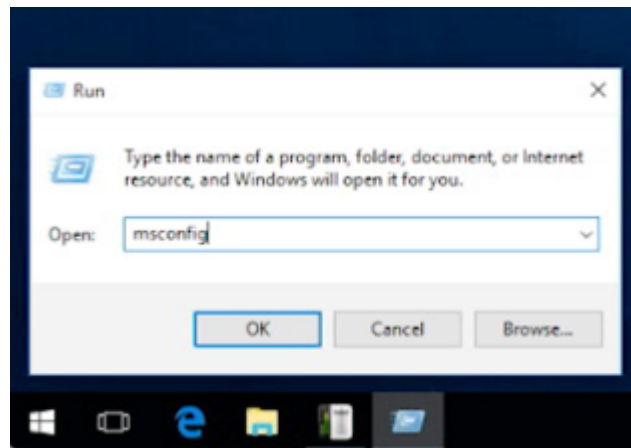 Run
Type the name of a program, folder, document, or Internet
resource, and Windows will open it for you.
Open: msconfig
OK Cancel Browse...